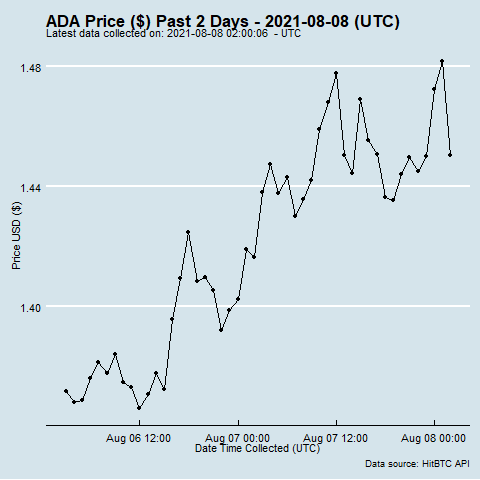 ADA Price ($) Past 2 Days - 2021-08-08 (UTC)
Latest data collected on: 2021-08-08 02:00:06  - UTC
1.48
1.44
1.40
Price USD ($)
Aug 06 12:00
Aug 07 00:00
Aug 07 12:00
Aug 08 00:00
Date Time Collected (UTC)
Data source: HitBTC API